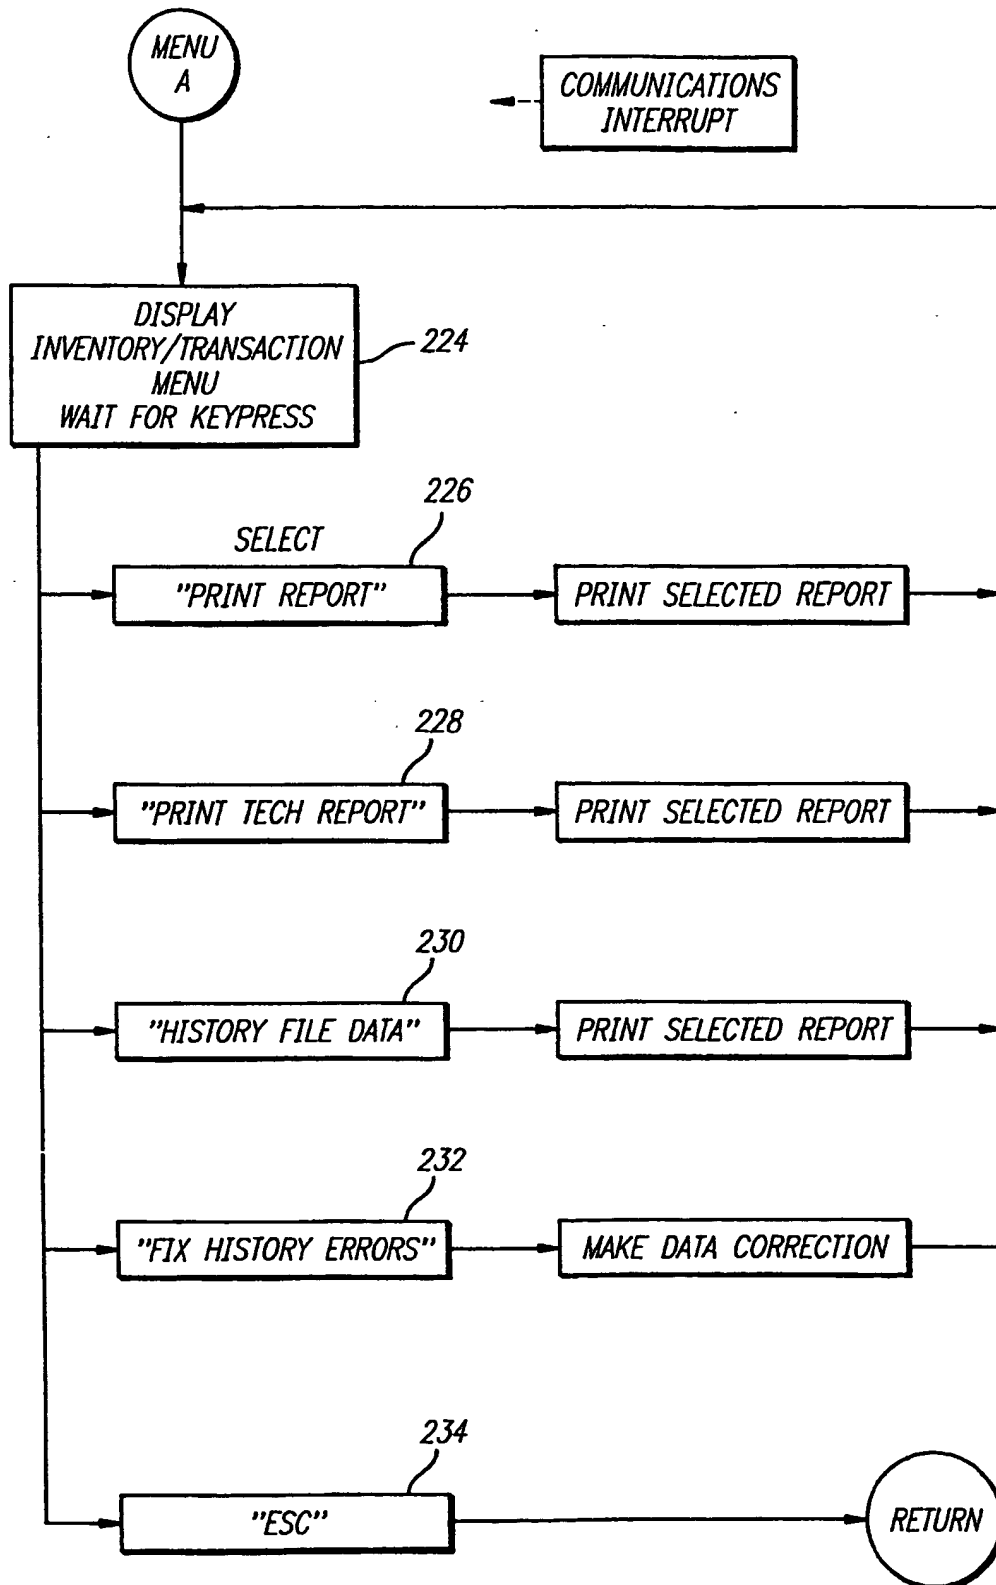 MENU
A
COMMUNICATIONS
INTERRUPT
DISPLAY
INVENTORY/TRANSACTION
MENU
WAIT FOR KEYPRESS
224
226
SELECT
"PRINT REPORT"
PRINT SELECTED REPORT
228
"PRINT TECH REPORT"
PRINT SELECTED REPORT
230
"HISTORY FILE DATA"
PRINT SELECTED REPORT
232
"FIX HISTORY ERRORS"
MAKE DATA CORRECTION
234
"ESC"
RETURN